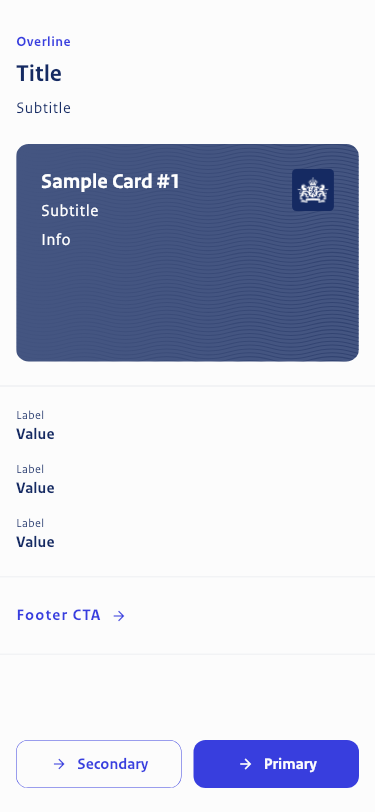 Overline
Title
Subtitle
Sample Card #1
Subtitle
Info
Label
Value
Label
Value
Label
Value
Footer CTA
Secondary
Primary